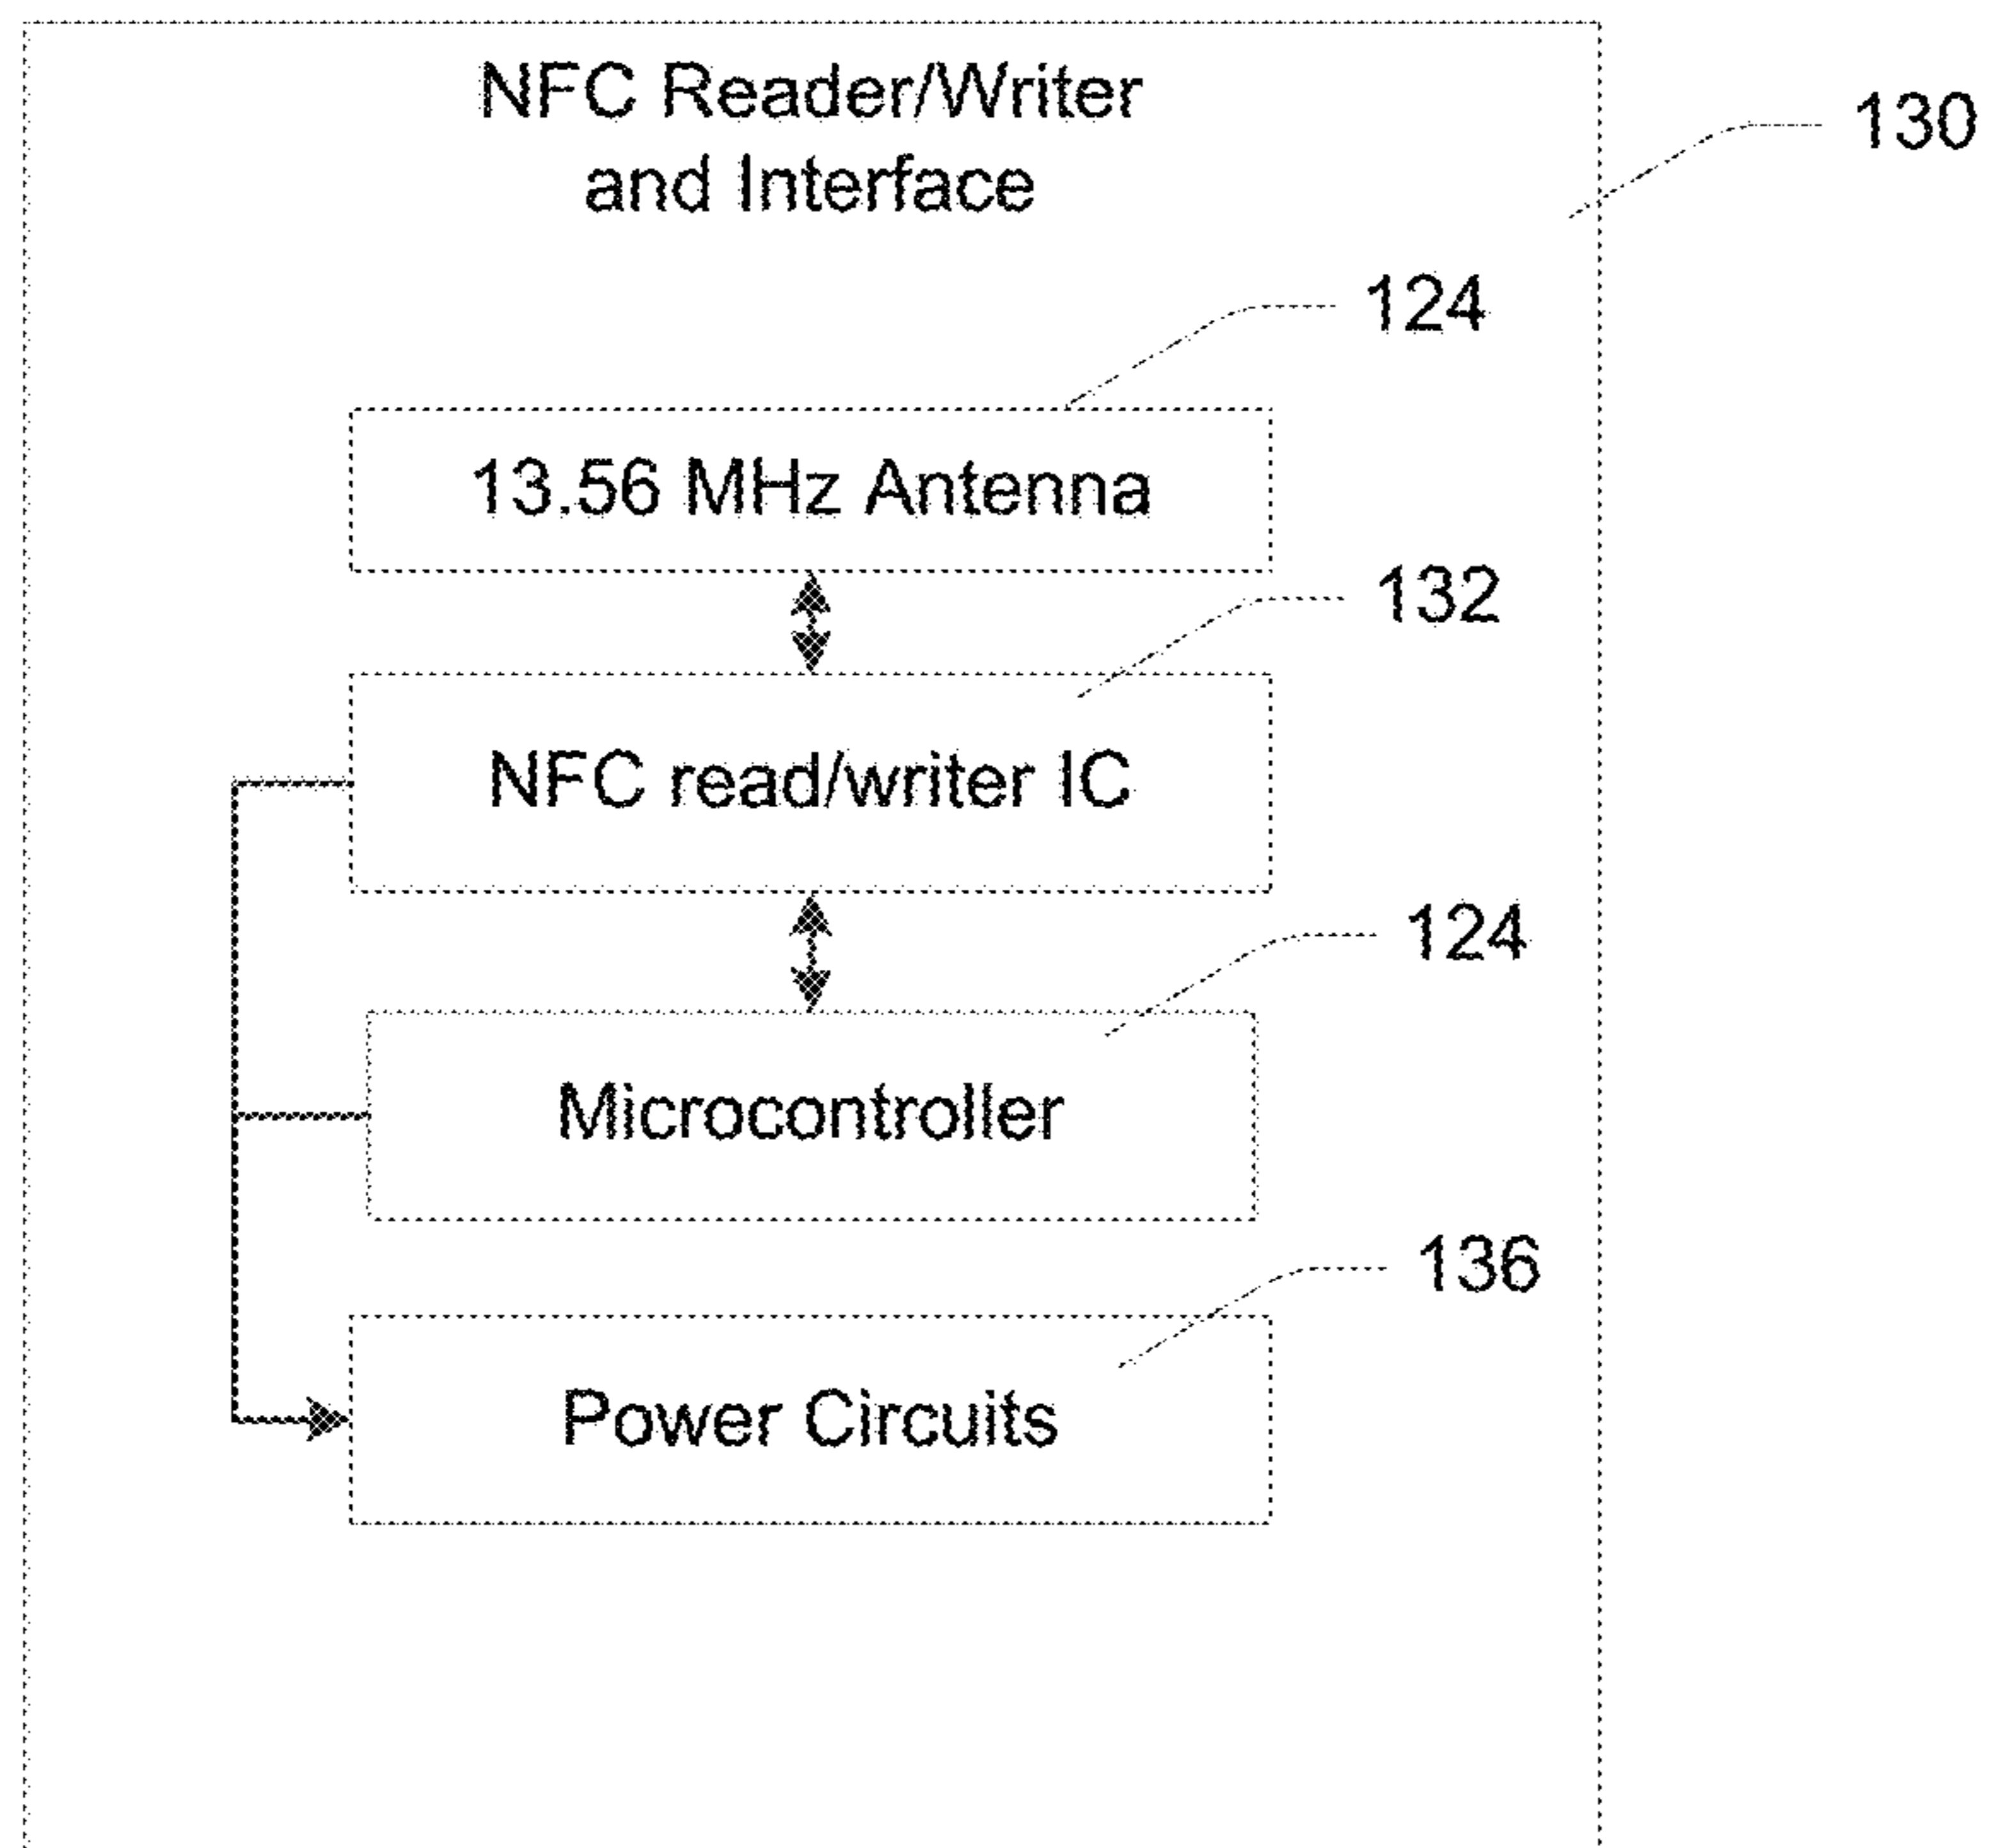 NFC Reader/Writer
and Interface
130
124
13.56 MHz Antenna
132
NFC read/writer IC
124
Microcontroller
136
Power Circuits